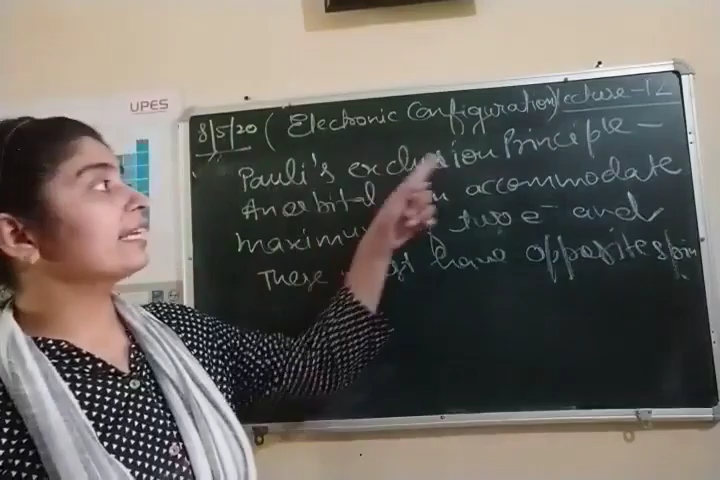 UPES
8/5/20 (Electronic Configuration) Lecture-12
Pauli's exclusion Principle -
An orbital accommodate
maximum two e- and
These must have opposite spin